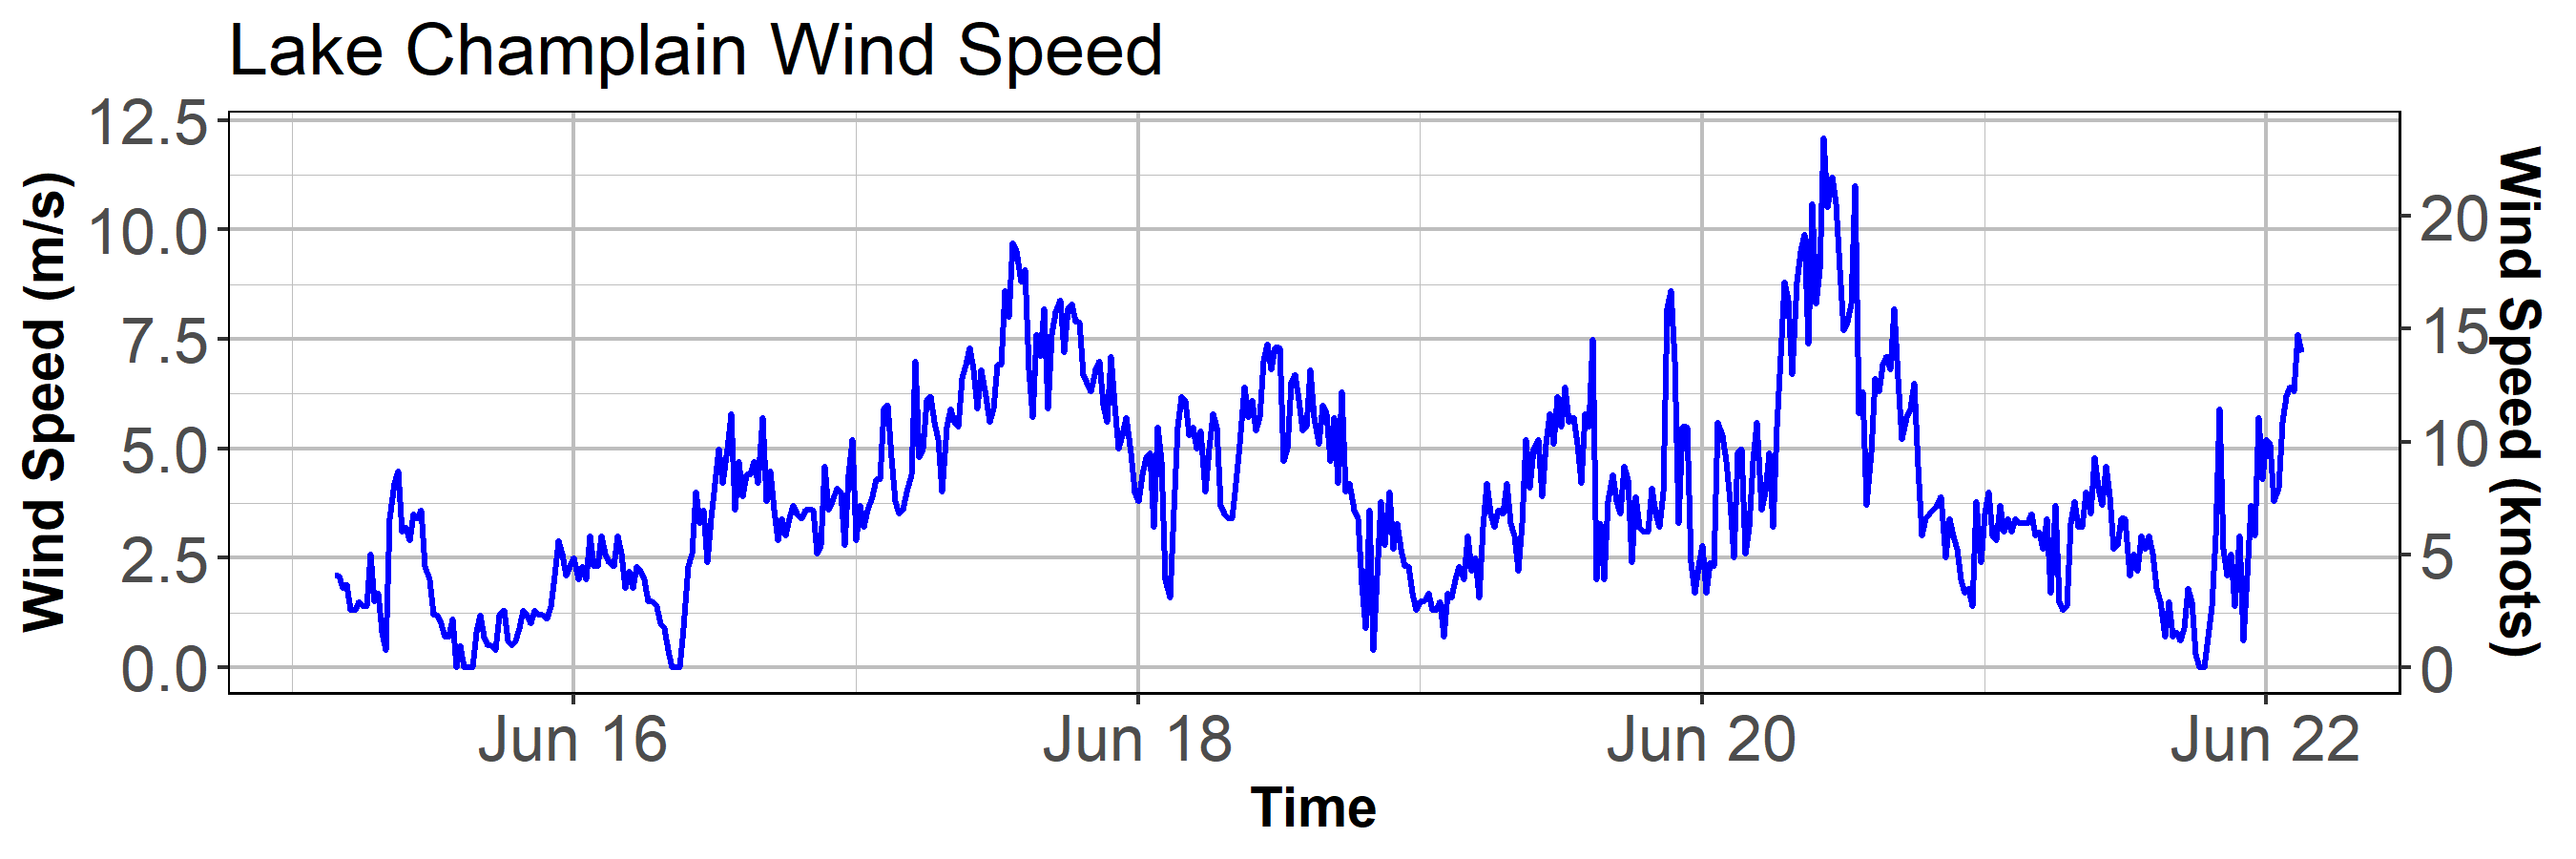 Lake Champlain Wind Speed
Wind Speed (m/s)
12.5
10.0
7.5
5.0
2.5
0.0
20
15
10
5
0
Wind Speed (knots)
Jun 16 Jun 18 Jun 20 Jun 22
Time